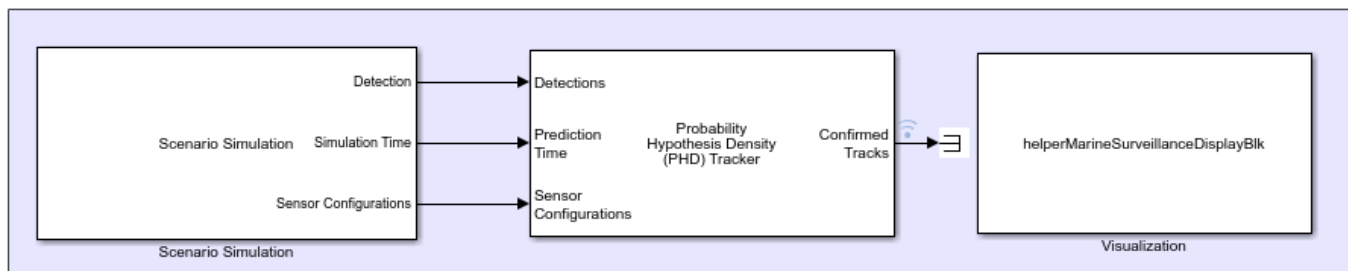 Detection
Scenario Simulation
Simulation Time
Sensor Configurations
Scenario Simulation
Detections
Prediction
Time
Sensor
Configurations
Probability
Hypothesis Density
(PHD) Tracker
Confirmed
Tracks
helperMarineSurveillanceDisplayBlk
Visualization